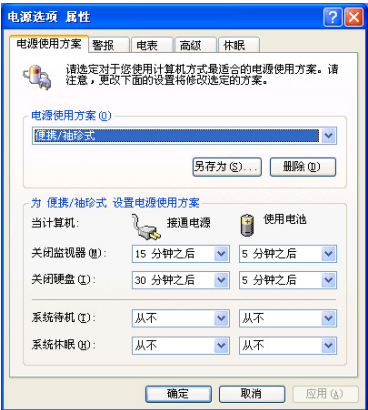 电源选项 属性
电源使用方案 警报 电表 高级 休眠
请选定对于您使用计算机方式最适合的电源使用方案。请
注意，更改下面的设置将修改选定的方案。
电源使用方案(O)
便携/袖珍式
另存为(S)... 删除(D)
为 便携/袖珍式 设置电源使用方案
当计算机: 接通电源 使用电池
关闭监视器(M): 15 分钟之后 5 分钟之后
关闭硬盘(I): 30 分钟之后 5 分钟之后
系统待机(T): 从不 从不
系统休眠(H): 从不 从不
确定 取消 应用(A)